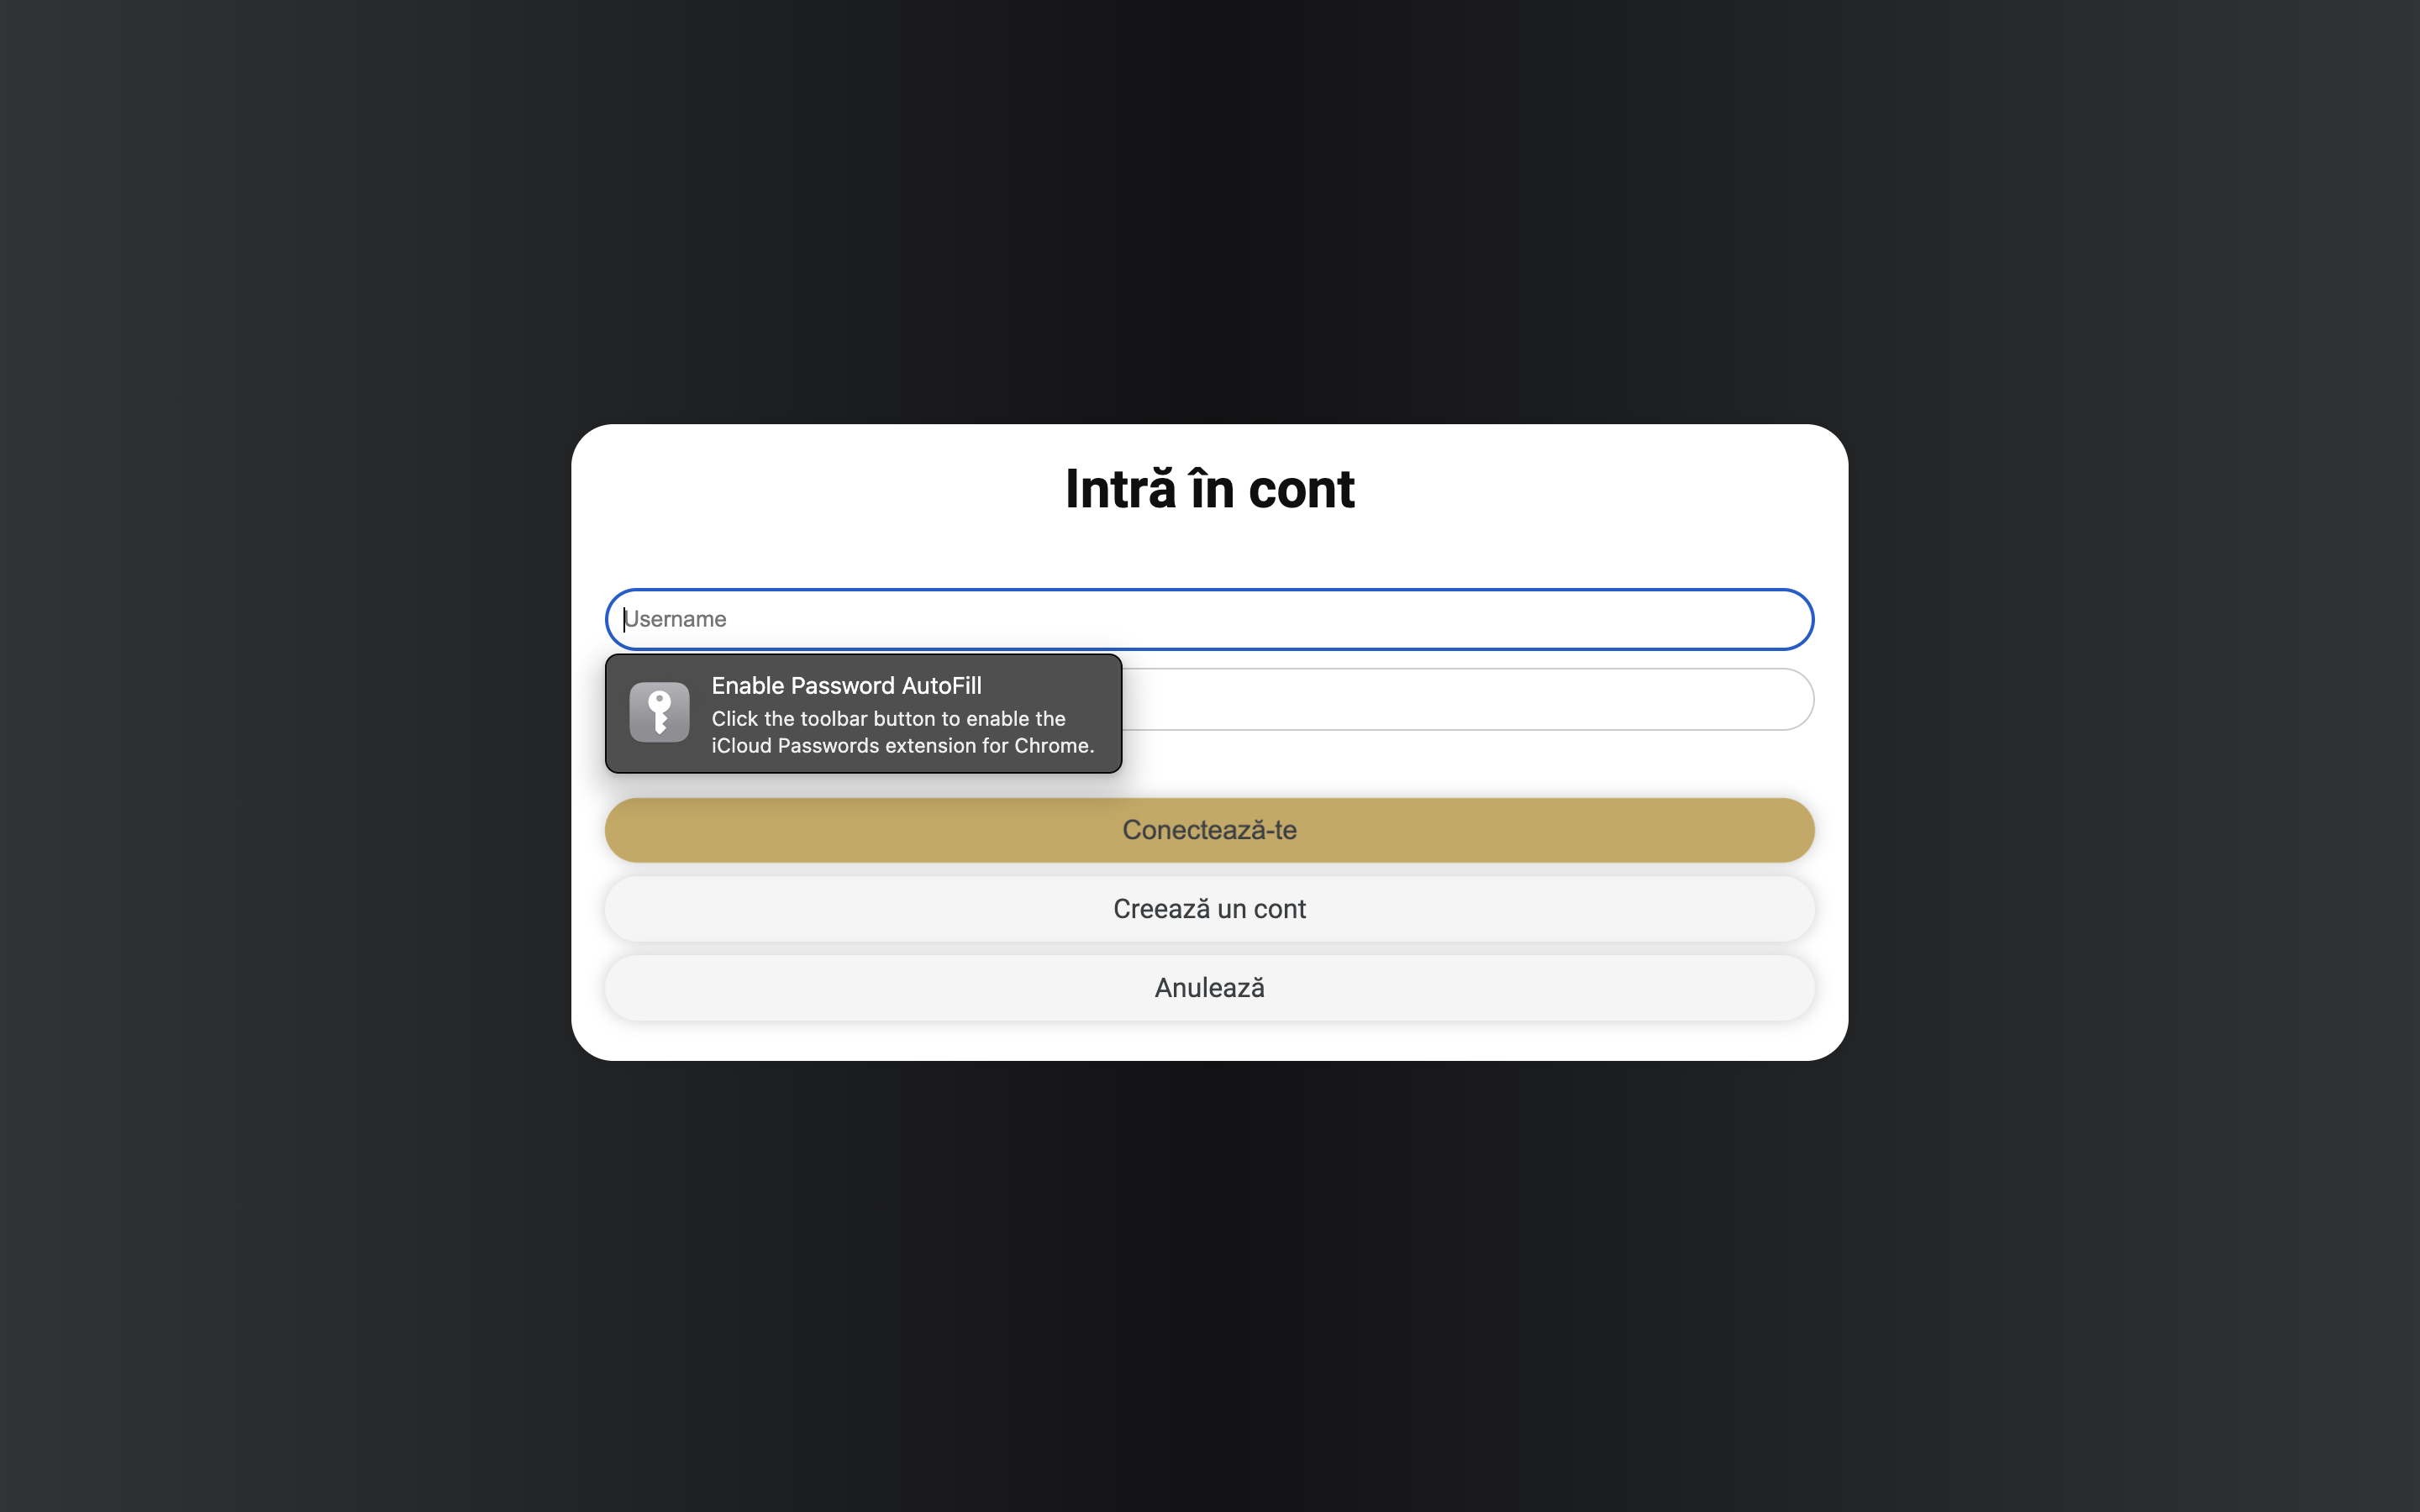 Intră în cont
Username
Enable Password AutoFill
Click the toolbar button to enable the
iCloud Passwords extension for Chrome.
Conectează-te
Creează un cont
Anulează